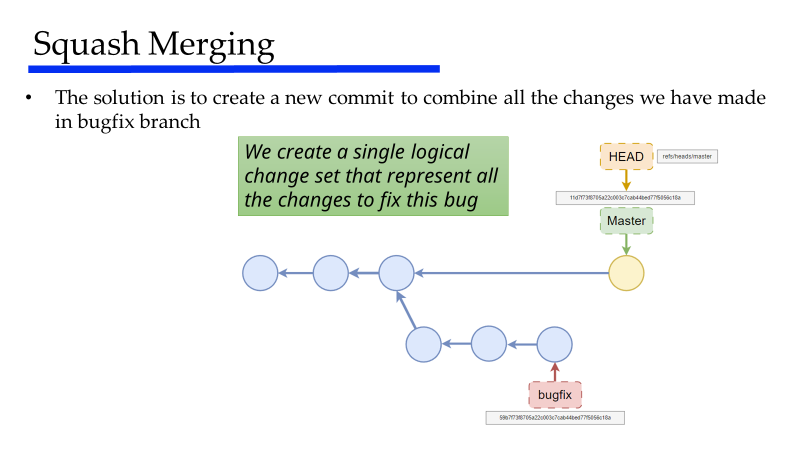 Squash Merging
• The solution is to create a new commit to combine all the changes we have made
in bugfix branch
We create a single logical
change set that represent all
the changes to fix this bug
HEAD
refs/heads/master
11d7f73f8705a22c003c7cab44bed77f5056c18a
Master
bugfix
59b7f73f8705a22c003c7cab44bed77f5056c18a